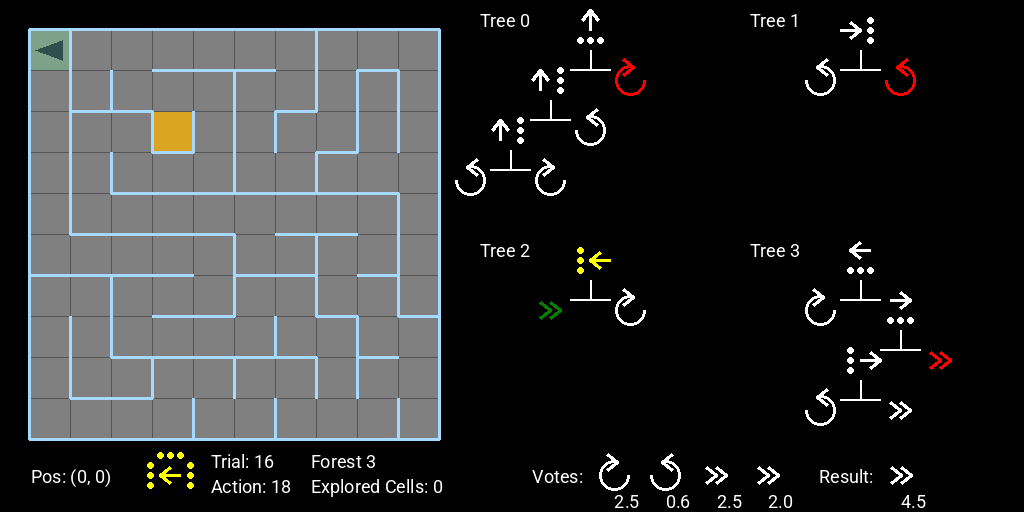 Tree 0
Tree 1
Tree 2
Tree 3
Pos: (0, 0)
Trial: 16
Forest 3
Action: 18
Explored Cells: 0
Votes:
2.5
0.6
2.5
2.0
Result:
4.5